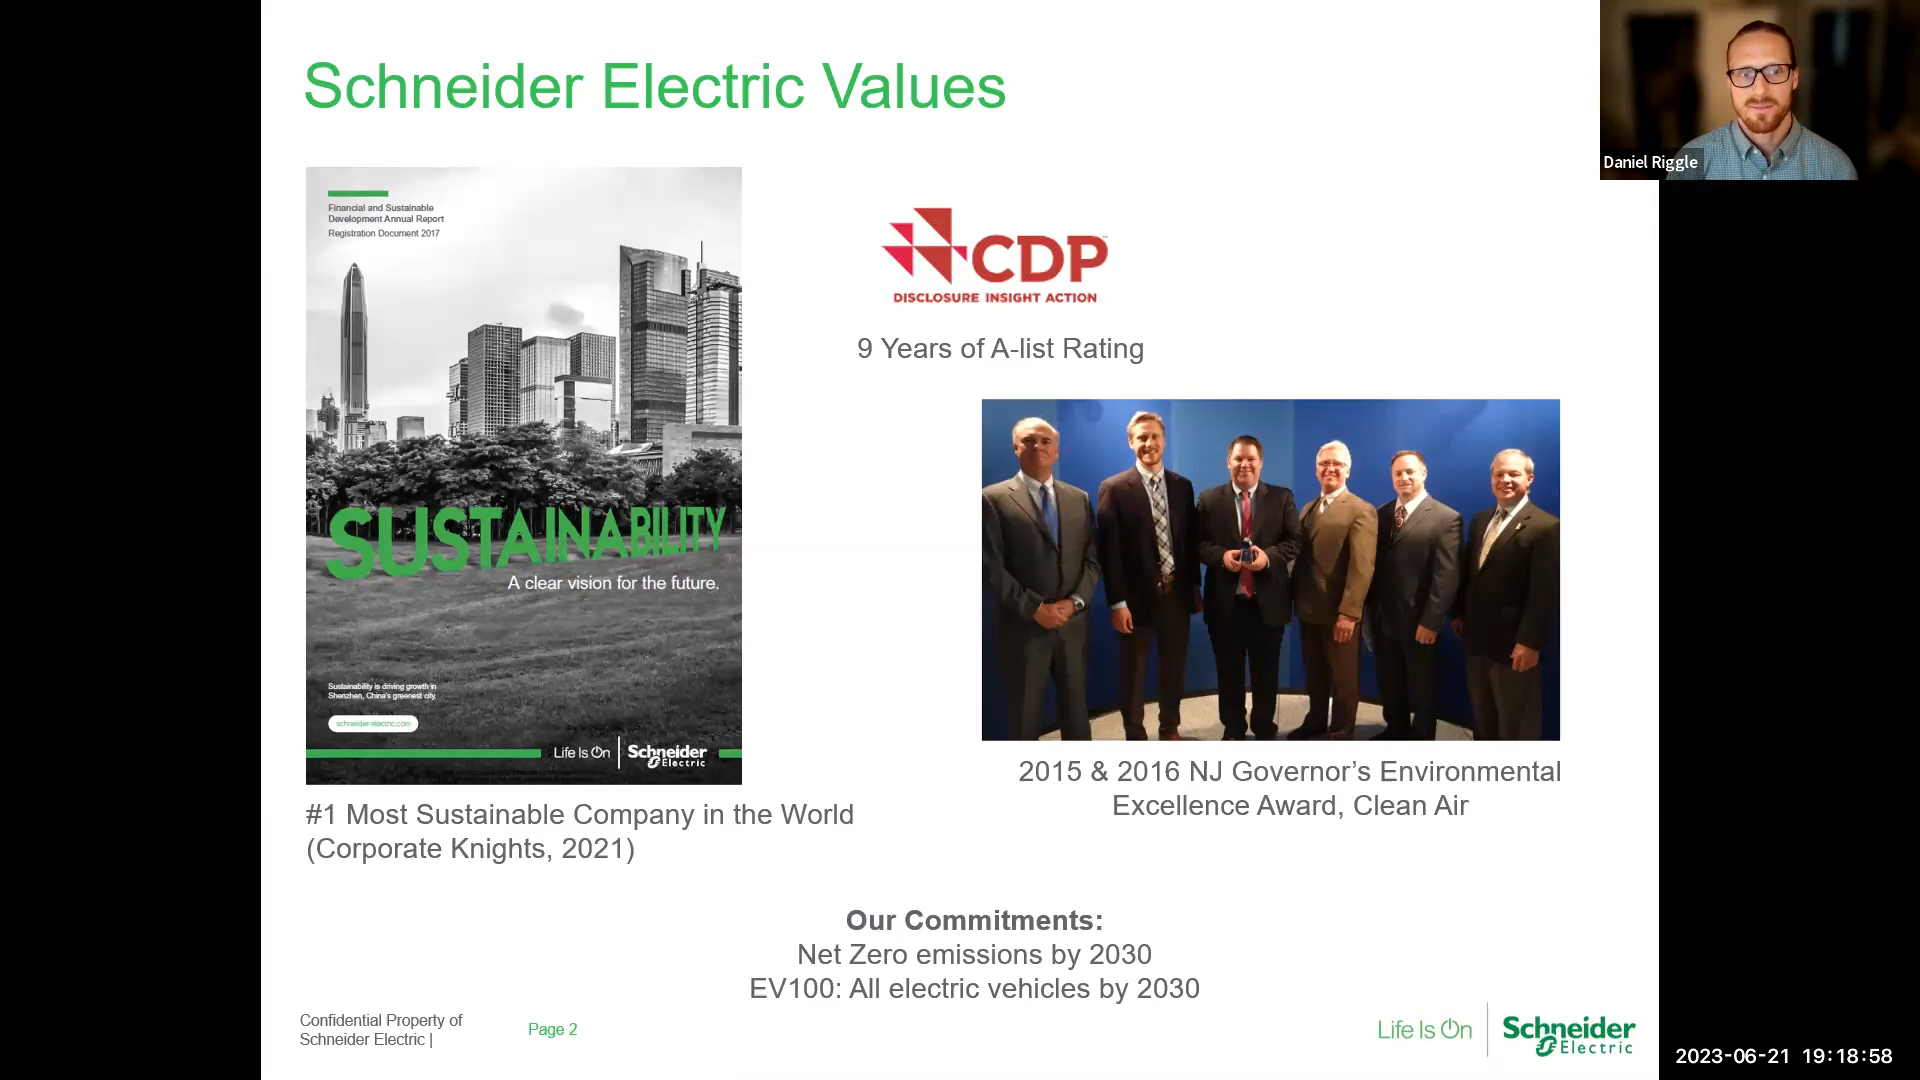 Schneider Electric Values
Daniel Riggle
Financial and Sustainable
Development Annual Report
Registration Document 2017
SUSTAINABILITY
A clear vision for the future.
Sustainability is driving growth in
Shenzhen, China's greenest city.
schneider-electric.com
Life Is On
Schneider
Electric
CDP
DISCLOSURE INSIGHT ACTION
9 Years of A-list Rating
2015 & 2016 NJ Governor’s Environmental
Excellence Award, Clean Air
#1 Most Sustainable Company in the World
(Corporate Knights, 2021)
Our Commitments:
Net Zero emissions by 2030
EV100: All electric vehicles by 2030
Confidential Property of
Schneider Electric |
Page 2
Life Is On
Schneider
Electric
2023-06-21 19:18:58